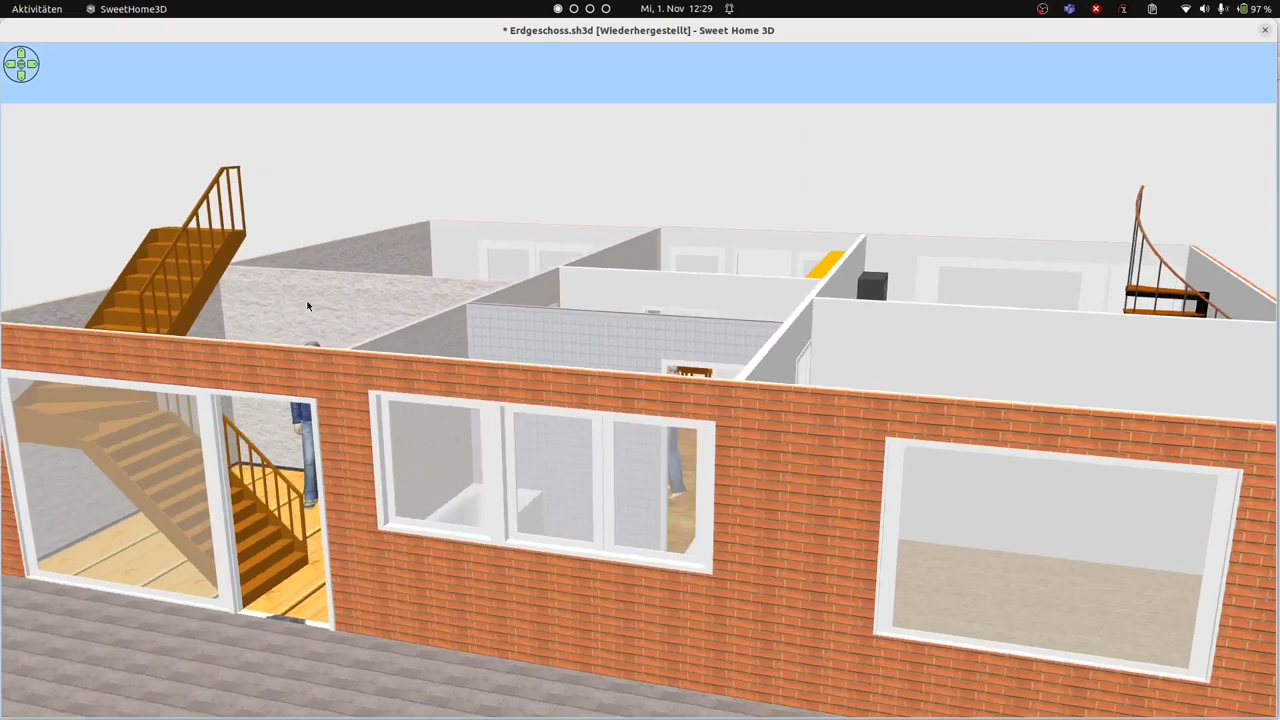 Aktivitäten SweetHome3D Mi, 1. Nov 12:29 97 %
* Erdgeschoss.sh3d [Wiederhergestellt] - Sweet Home 3D